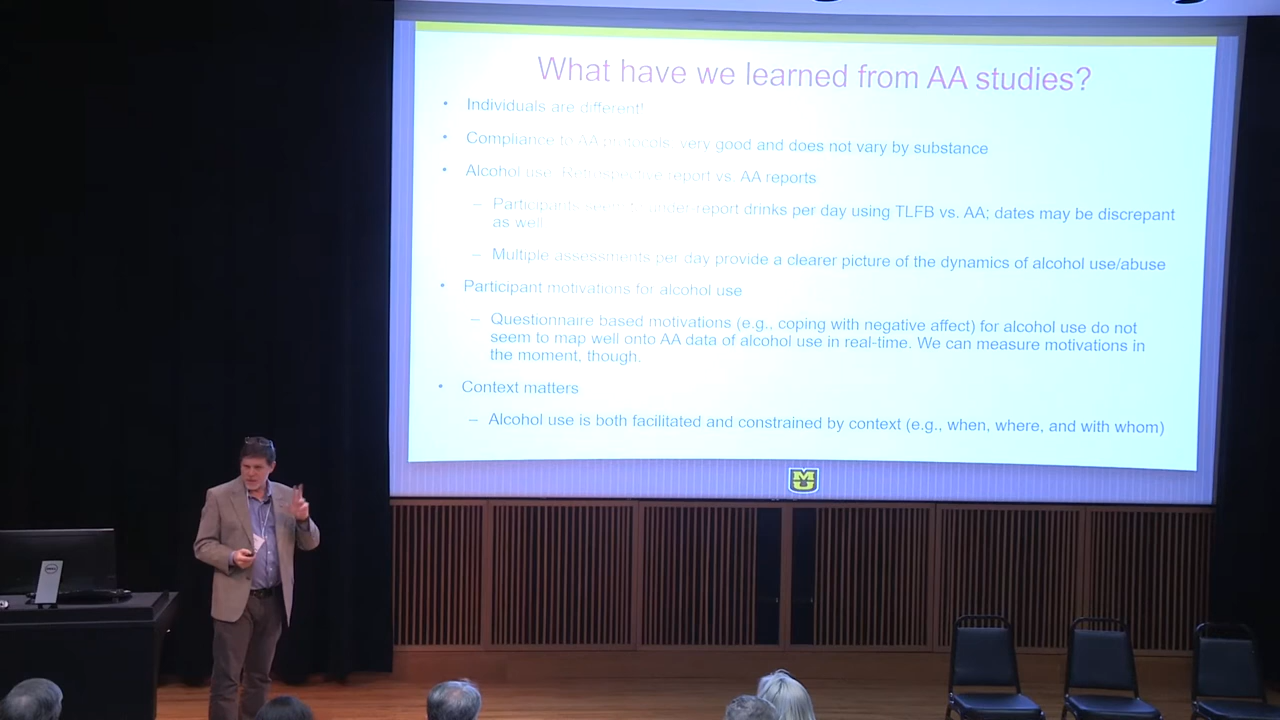 What have we learned from AA studies?
• Individuals are different!
• Compliance to AA protocols: very good and does not vary by substance
• Alcohol use: Retrospective report vs. AA reports
– Participants seem to under-report drinks per day using TLFB vs. AA; dates may be discrepant
as well
– Multiple assessments per day provide a clearer picture of the dynamics of alcohol use/abuse
• Participant motivations for alcohol use
– Questionnaire based motivations (e.g., coping with negative affect) for alcohol use do not
seem to map well onto AA data of alcohol use in real-time. We can measure motivations in
the moment, though.
• Context matters
– Alcohol use is both facilitated and constrained by context (e.g., when, where, and with whom)
MU
DELL